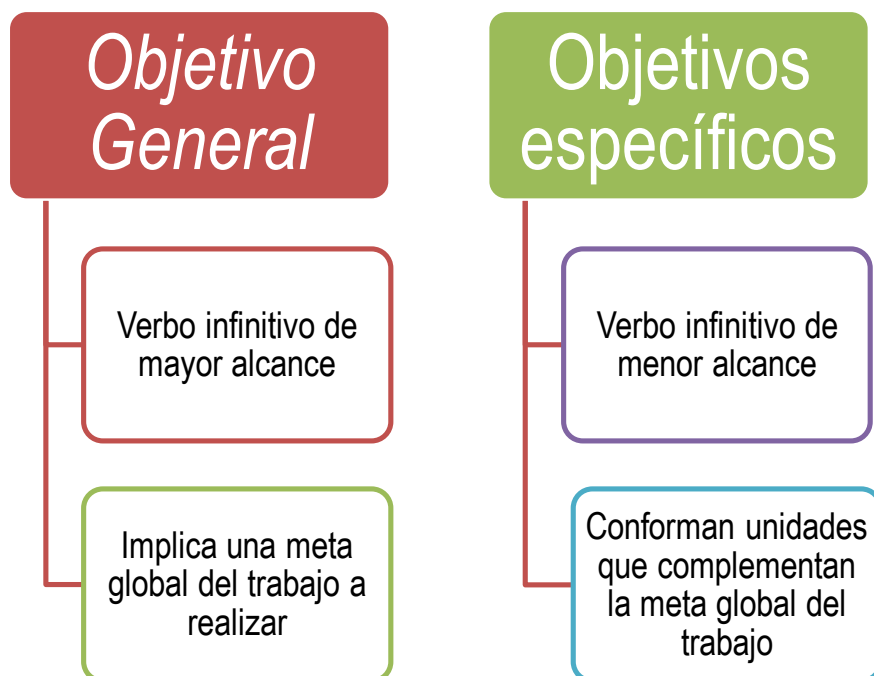 Objetivo
General
Verbo infinitivo de
mayor alcance
Implica una meta
global del trabajo a
realizar
Objetivos
específicos
Verbo infinitivo de
menor alcance
Conforman unidades
que complementan
la meta global del
trabajo